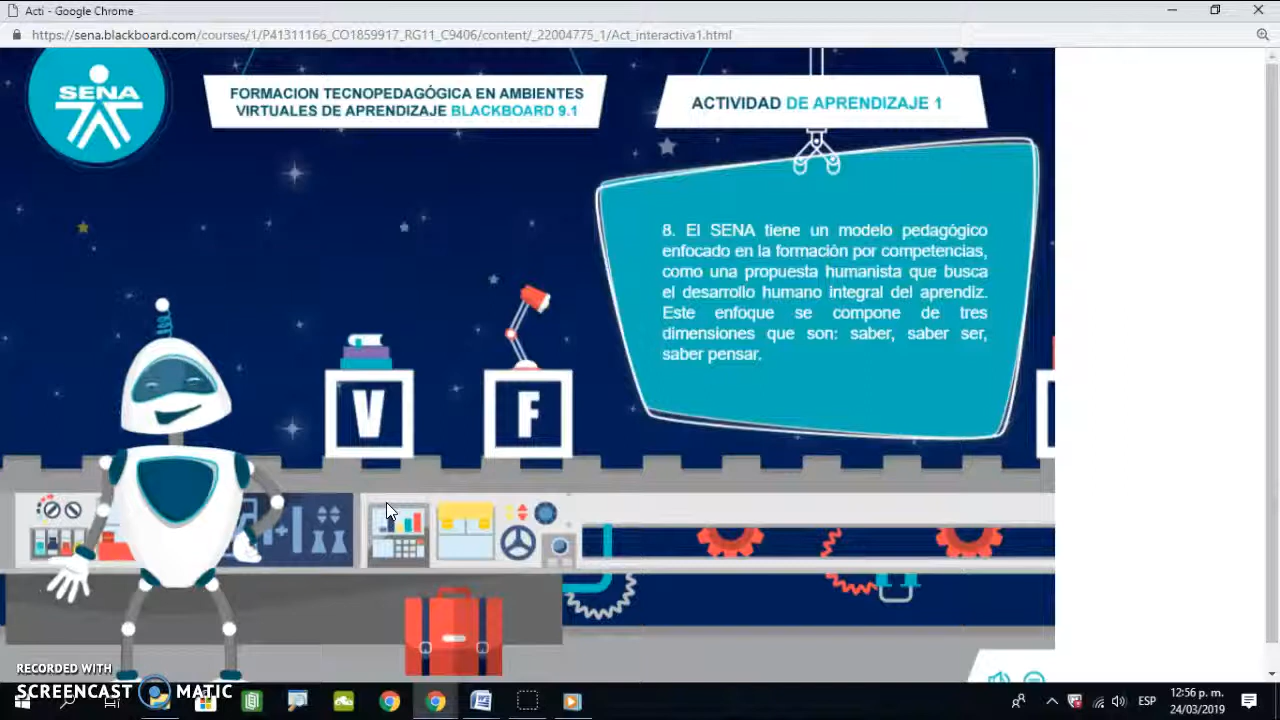 Acti - Google Chrome
https://sena.blackboard.com/courses/1/P41311166_CO1859917_RG11_C9406/content/_22004775_1/Act_interactiva1.html
SENA
FORMACION TECNOPEDAGÓGICA EN AMBIENTES
VIRTUALES DE APRENDIZAJE BLACKBOARD 9.1
ACTIVIDAD DE APRENDIZAJE 1
8. El SENA tiene un modelo pedagógico
enfocado en la formación por competencias,
como una propuesta humanista que busca
el desarrollo humano integral del aprendiz.
Este enfoque se compone de tres
dimensiones que son: saber, saber ser,
saber pensar.
V
F
RECORDED WITH
SCREENCAST MATIC
ESP
12:56 p. m.
24/03/2019